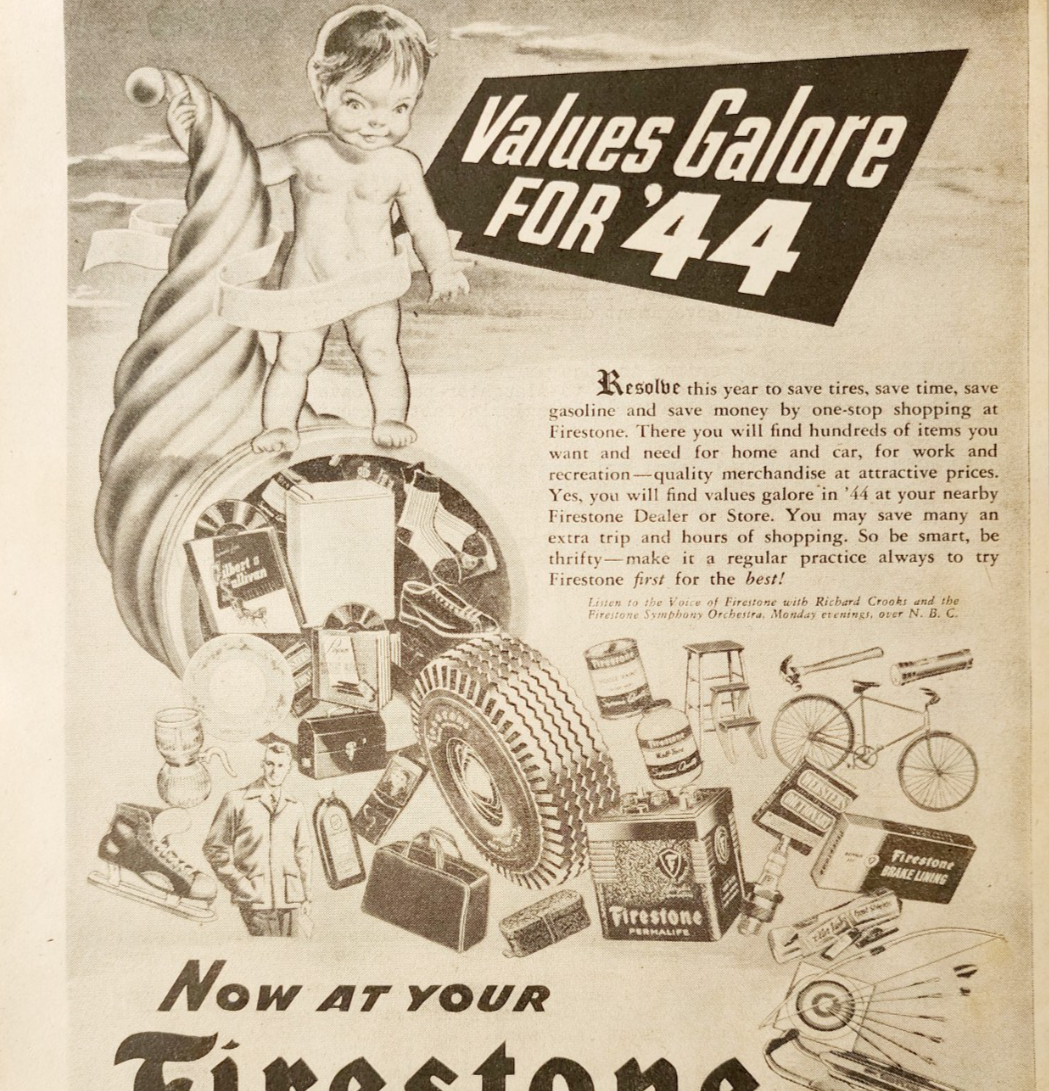 Values Galore
FOR '44
Resolve this year to save tires, save time, save
gasoline and save money by one-stop shopping at
Firestone. There you will find hundreds of items you
want and need for home and car, for work and
recreation—quality merchandise at attractive prices.
Yes, you will find values galore in '44 at your nearby
Firestone Dealer or Store. You may save many an
extra trip and hours of shopping. So be smart, be
thrifty—make it a regular practice always to try
Firestone first for the best!
Listen to the Voice of Firestone with Richard Crooks and the
Firestone Symphony Orchestra, Monday evenings, over N. B. C.
Gilbert &
Sullivan
Firestone
Firestone
Firestone
PERMALIFE
Firestone
BRAKE LINING
NOW AT YOUR
Firestone